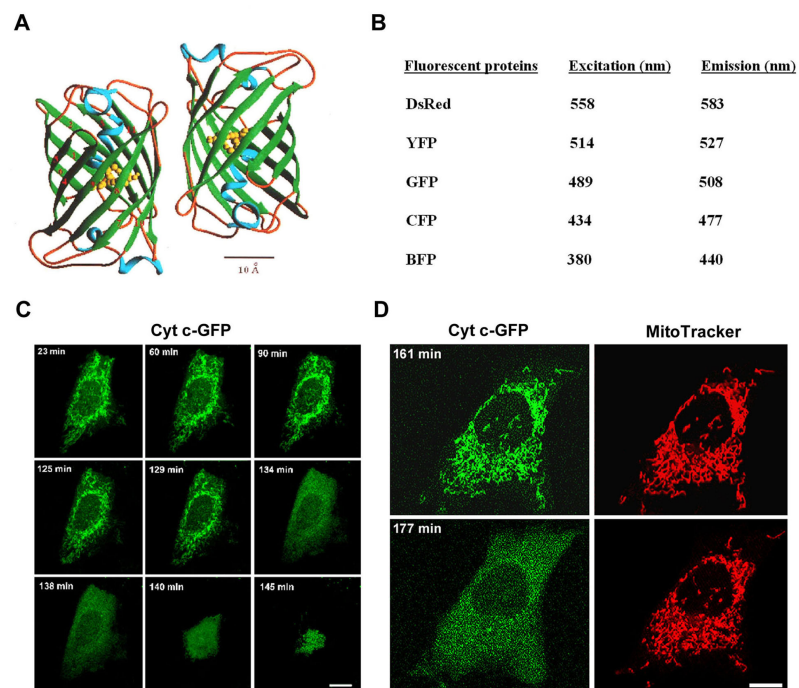 A
10 Å
B
Fluorescent proteins Excitation (nm) Emission (nm)
DsRed 558 583
YFP 514 527
GFP 489 508
CFP 434 477
BFP 380 440
C
Cyt c-GFP
23 min 60 min 90 min
125 min 129 min 134 min
138 min 140 min 145 min
D
Cyt c-GFP MitoTracker
161 min
177 min